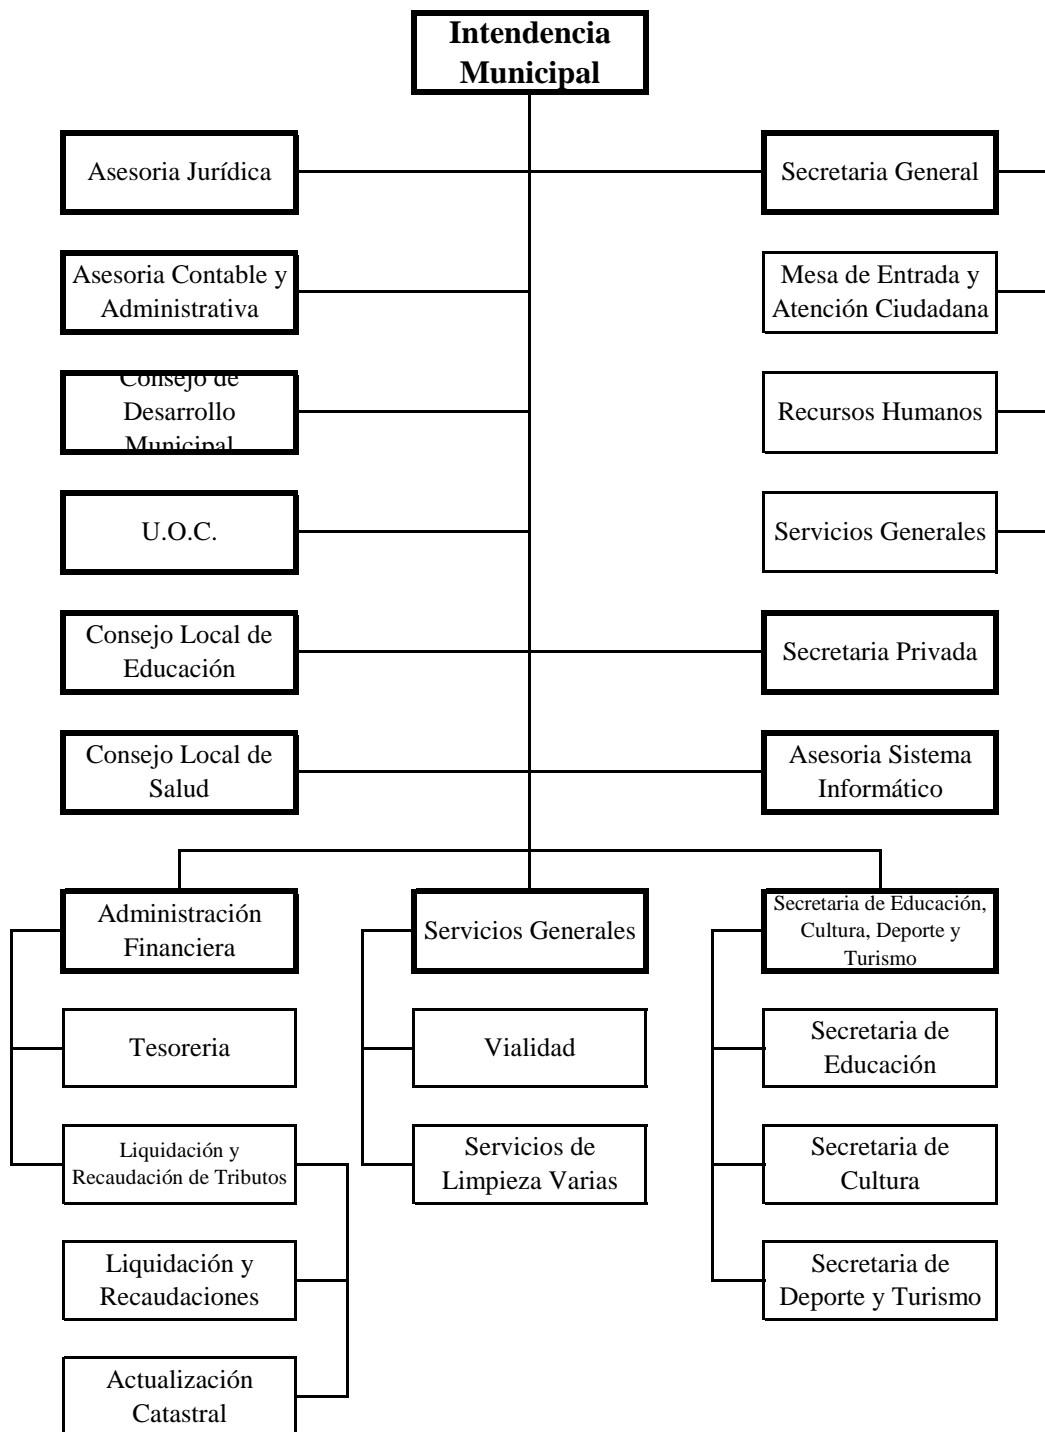 Intendencia
Municipal
Asesoria Jurídica
Secretaria General
Asesoria Contable y
Administrativa
Mesa de Entrada y
Atención Ciudadana
Consejo de
Desarrollo
Municipal
Recursos Humanos
U.O.C.
Servicios Generales
Consejo Local de
Educación
Secretaria Privada
Consejo Local de
Salud
Asesoria Sistema
Informático
Administración
Financiera
Servicios Generales
Secretaria de Educación,
Cultura, Deporte y
Turismo
Tesoreria
Vialidad
Secretaria de
Educación
Liquidación y
Recaudación de Tributos
Servicios de
Limpieza Varias
Secretaria de
Cultura
Liquidación y
Recaudaciones
Secretaria de
Deporte y Turismo
Actualización
Catastral